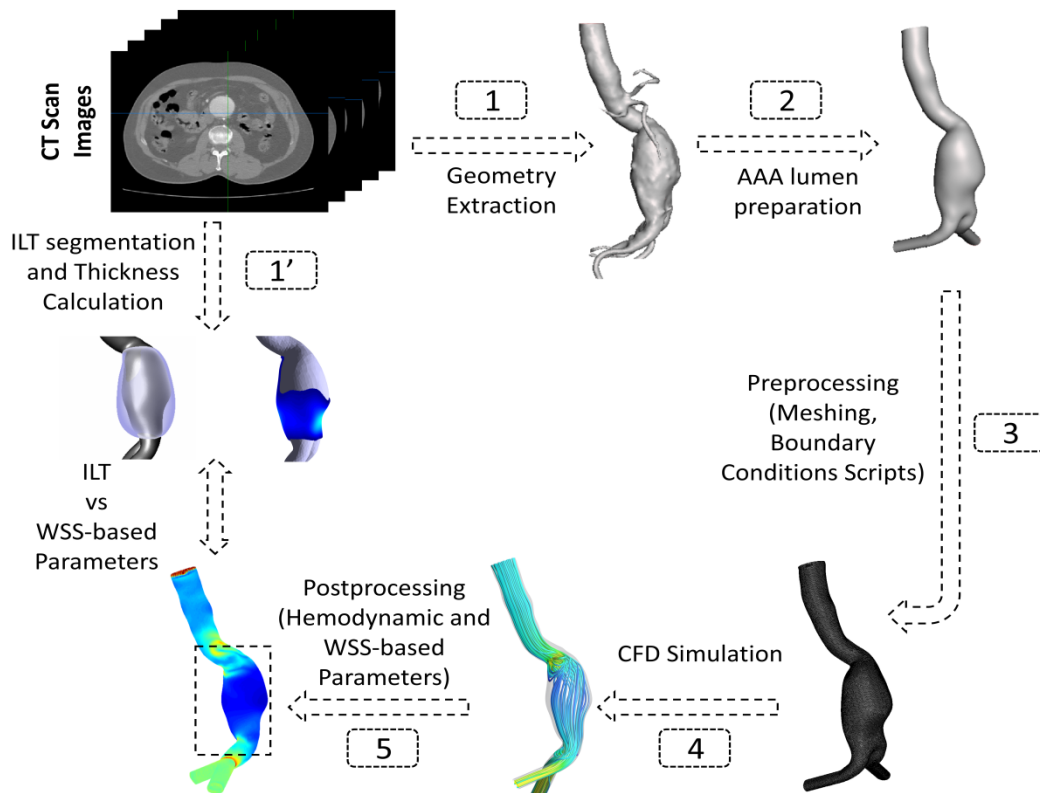 CT Scan
Images
1
Geometry
Extraction
2
AAA lumen
preparation
ILT segmentation
and Thickness
Calculation
1’
Preprocessing
(Meshing,
Boundary
Conditions Scripts)
3
ILT
vs
WSS-based
Parameters
Postprocessing
(Hemodynamic and
WSS-based
Parameters)
5
CFD Simulation
4